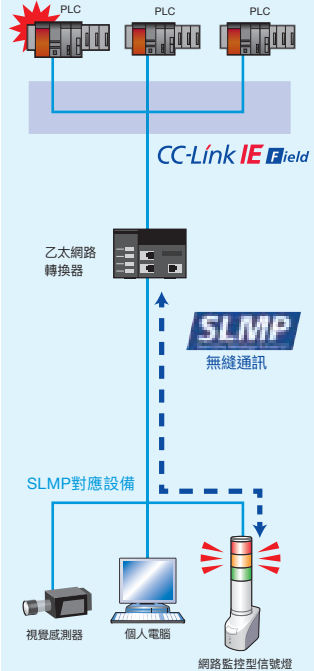 PLC
PLC
PLC
CC-Link IE Field
乙太網路
轉換器
SLMP
無縫通訊
SLMP對應設備
視覺感測器
個人電腦
網路監控型信號燈